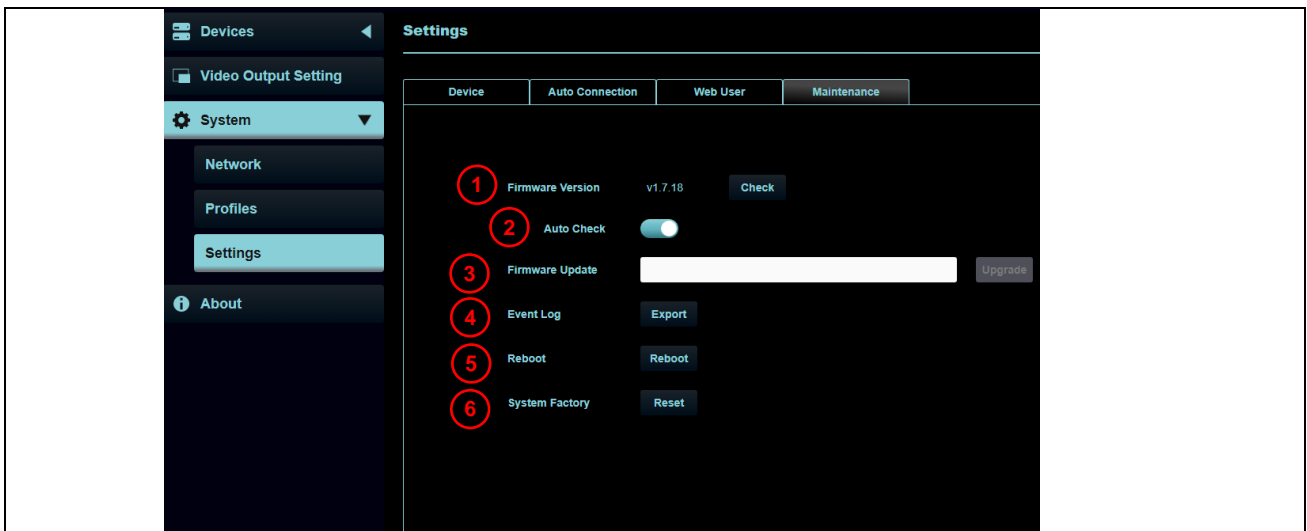 Devices
Video Output Setting
System
Network
Profiles
Settings
About
Settings
Device Auto Connection Web User Maintenance
1 Firmware Version v1.7.18 Check
2 Auto Check
3 Firmware Update Upgrade
4 Event Log Export
5 Reboot Reboot
6 System Factory Reset